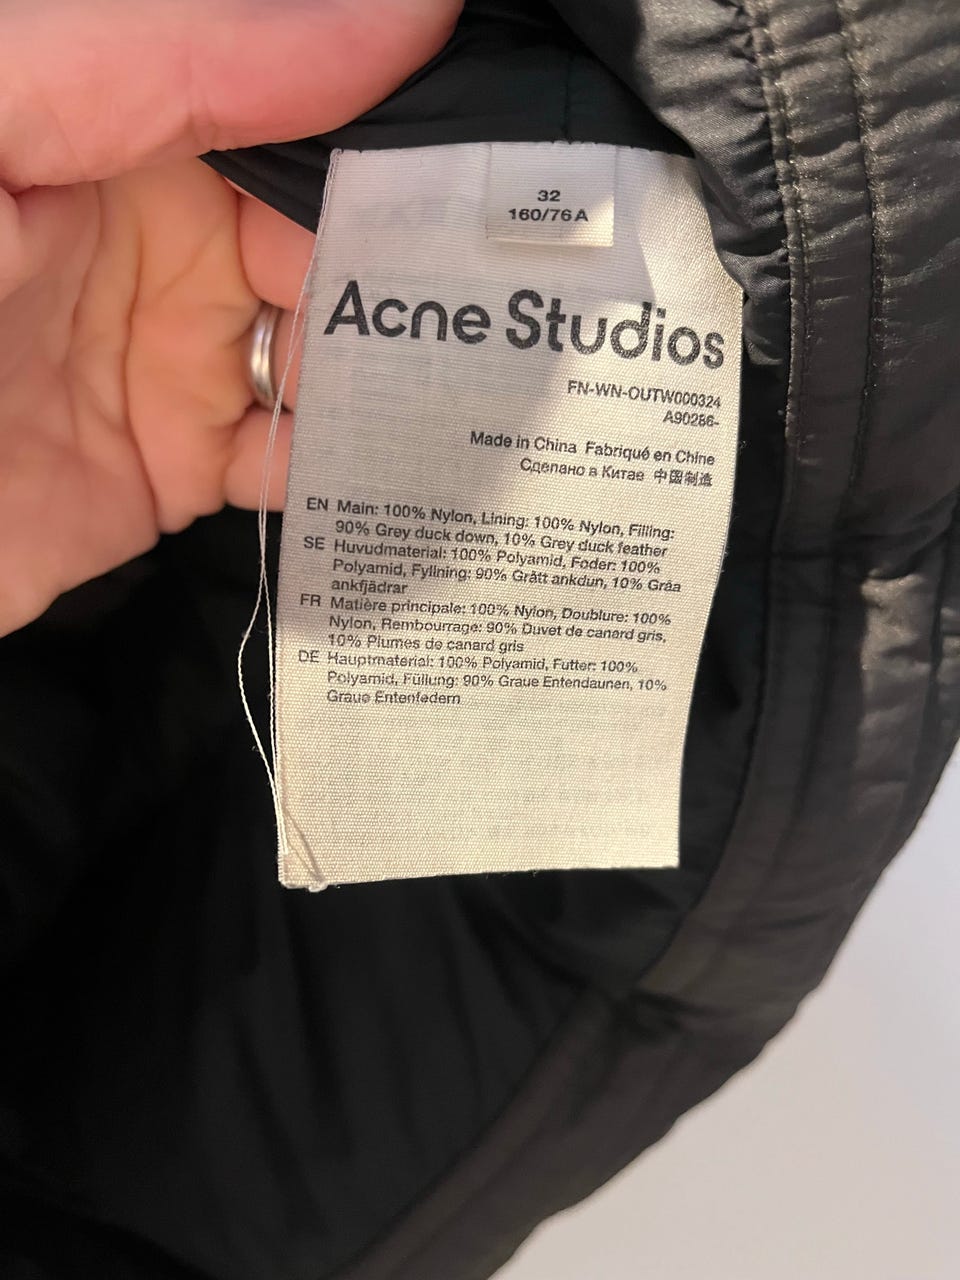 32
160/76A
Acne Studios
FN-WN-OUTW000324
A90286-
Made in China Fabriqué en Chine
Сделано в Китае 中国制造
EN Main: 100% Nylon, Lining: 100% Nylon, Filling:
90% Grey duck down, 10% Grey duck feather
SE Huvudmaterial: 100% Polyamid, Foder: 100%
Polyamid, Fyllning: 90% Grått ankdun, 10% Gråa
ankfjädrar
FR Matière principale: 100% Nylon, Doublure: 100%
Nylon, Rembourrage: 90% Duvet de canard gris,
10% Plumes de canard gris
DE Hauptmaterial: 100% Polyamid, Futter: 100%
Polyamid, Füllung: 90% Graue Entendaunen, 10%
Graue Entenfedern